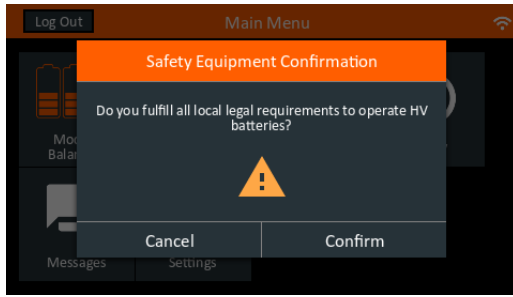 Log Out
Main Menu
Safety Equipment Confirmation
Do you fulfill all local legal requirements to operate HV
batteries?
Cancel
Confirm
Messages
Settings